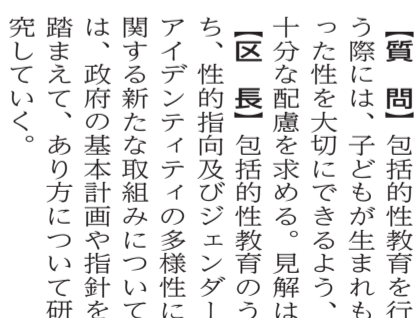 【質　問】包括的性教育を行
う際には、子どもが生まれも
った性を大切にできるよう、
十分な配慮を求める。見解は
【区　長】包括的性教育のう
ち、性的指向及びジェンダー
アイデンティティの多様性に
関する新たな取組みについて
は、政府の基本計画や指針を
踏まえて、あり方について研
究していく。